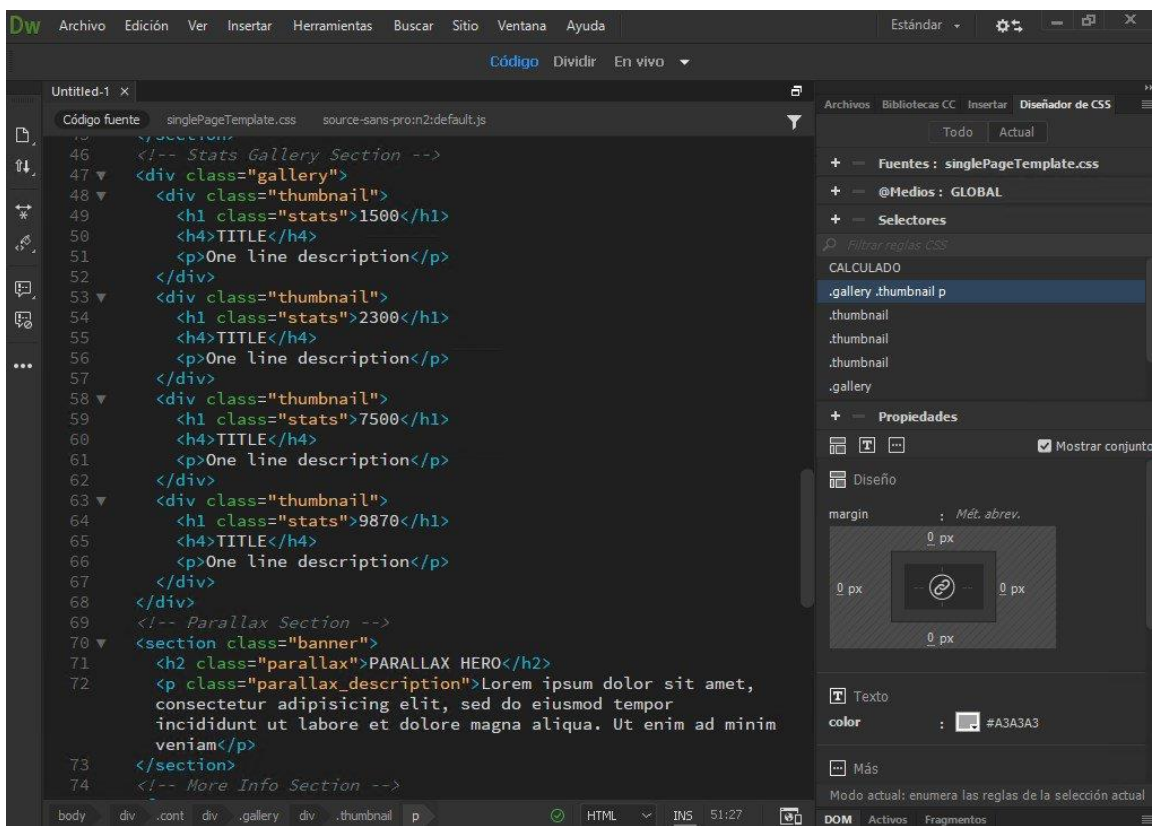 Dw Archivo Edición Ver Insertar Herramientas Buscar Sitio Ventana Ayuda Estándar
Código Dividir En vivo
Untitled-1
Código fuente singlePageTemplate.css source-sans-pro:n2:default.js
45 </section>
46 <!-- Stats Gallery Section -->
47 <div class="gallery">
48 <div class="thumbnail">
49 <h1 class="stats">1500</h1>
50 <h4>TITLE</h4>
51 <p>One line description</p>
52 </div>
53 <div class="thumbnail">
54 <h1 class="stats">2300</h1>
55 <h4>TITLE</h4>
56 <p>One line description</p>
57 </div>
58 <div class="thumbnail">
59 <h1 class="stats">7500</h1>
60 <h4>TITLE</h4>
61 <p>One line description</p>
62 </div>
63 <div class="thumbnail">
64 <h1 class="stats">9870</h1>
65 <h4>TITLE</h4>
66 <p>One line description</p>
67 </div>
68 </div>
69 <!-- Parallax Section -->
70 <section class="banner">
71 <h2 class="parallax">PARALLAX HERO</h2>
72 <p class="parallax_description">Lorem ipsum dolor sit amet,
consectetur adipisicing elit, sed do eiusmod tempor
incididunt ut labore et dolore magna aliqua. Ut enim ad minim
veniam</p>
73 </section>
74 <!-- More Info Section -->
body div .cont div .gallery div .thumbnail p HTML INS 51:27
Archivos Bibliotecas CC Insertar Diseñador de CSS
Todo Actual
+ − Fuentes : singlePageTemplate.css
+ − @Medios : GLOBAL
+ − Selectores
Filtrar reglas CSS
CALCULADO
.gallery .thumbnail p
.thumbnail
.thumbnail
.thumbnail
.gallery
+ − Propiedades
Mostrar conjunto
Diseño
margin : Mét. abrev.
0 px
0 px 0 px
0 px
T Texto
color : #A3A3A3
Más
Modo actual: enumera las reglas de la selección actual
DOM Activos Fragmentos